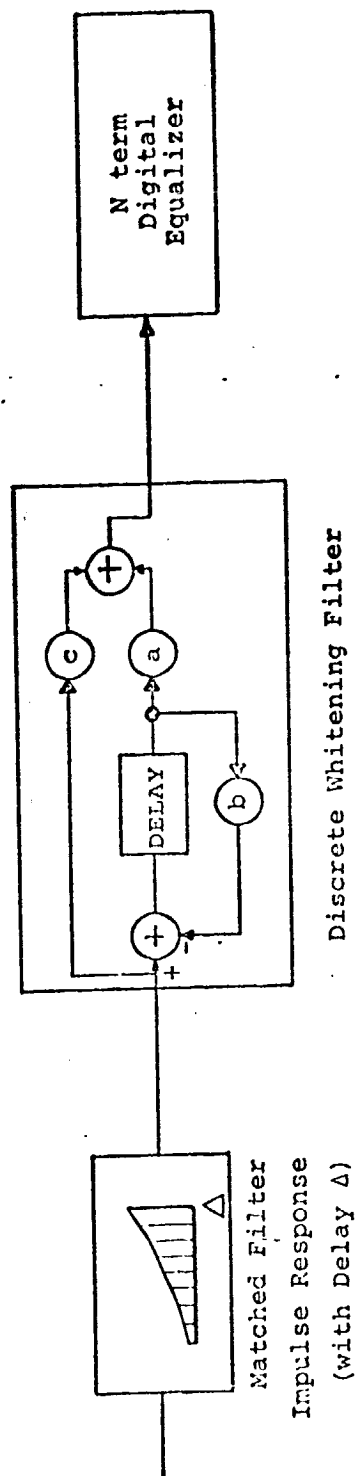 Matched Filter
Impulse Response
(with Delay Δ)
Δ
+
-
+
DELAY
b
c
a
+
Discrete Whitening Filter
N term
Digital
Equalizer